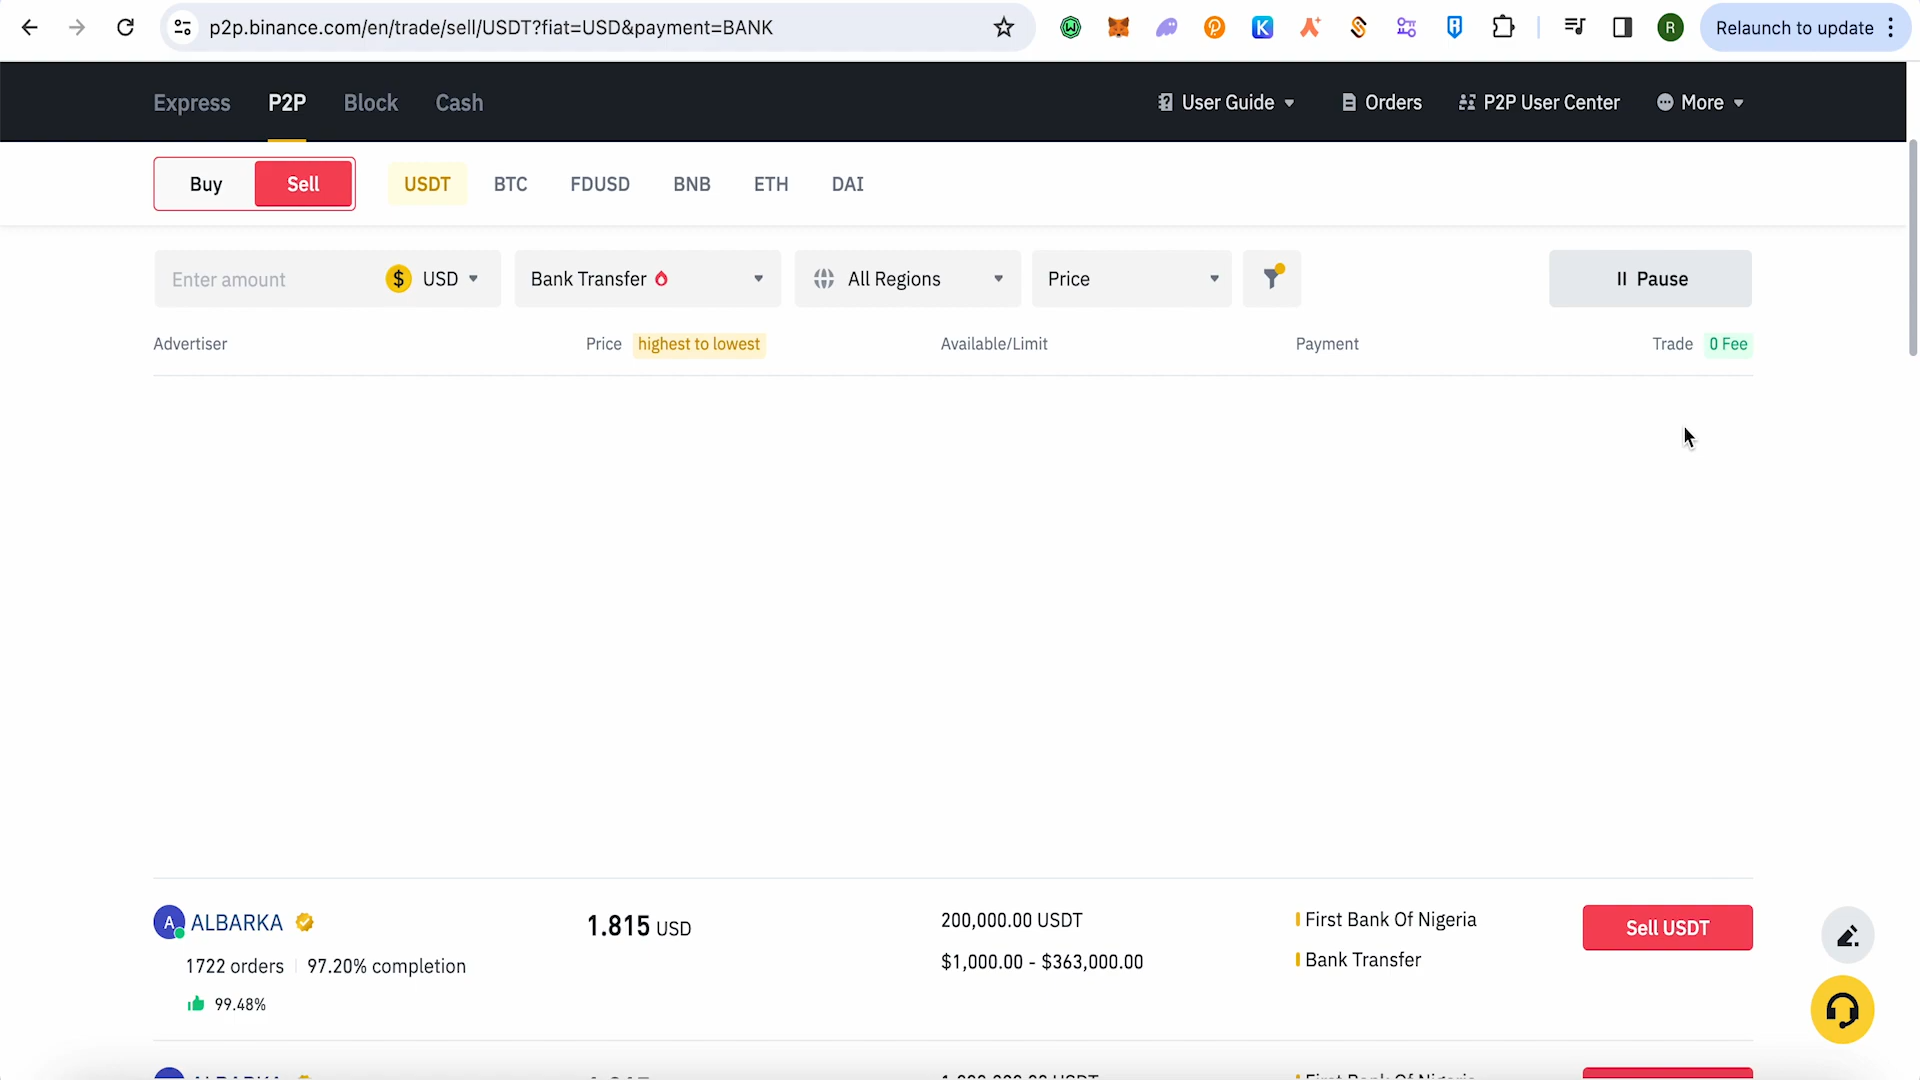 p2p.binance.com/en/trade/sell/USDT?fiat=USD&payment=BANK
R
Relaunch to update
Express P2P Block Cash User Guide Orders P2P User Center More
Buy Sell USDT BTC FDUSD BNB ETH DAI
Enter amount $ USD Bank Transfer All Regions Price Pause
Advertiser Price highest to lowest Available/Limit Payment Trade 0 Fee
A ALBARKA 1.815 USD 200,000.00 USDT First Bank Of Nigeria Sell USDT
1722 orders 97.20% completion $1,000.00 - $363,000.00 Bank Transfer
99.48%